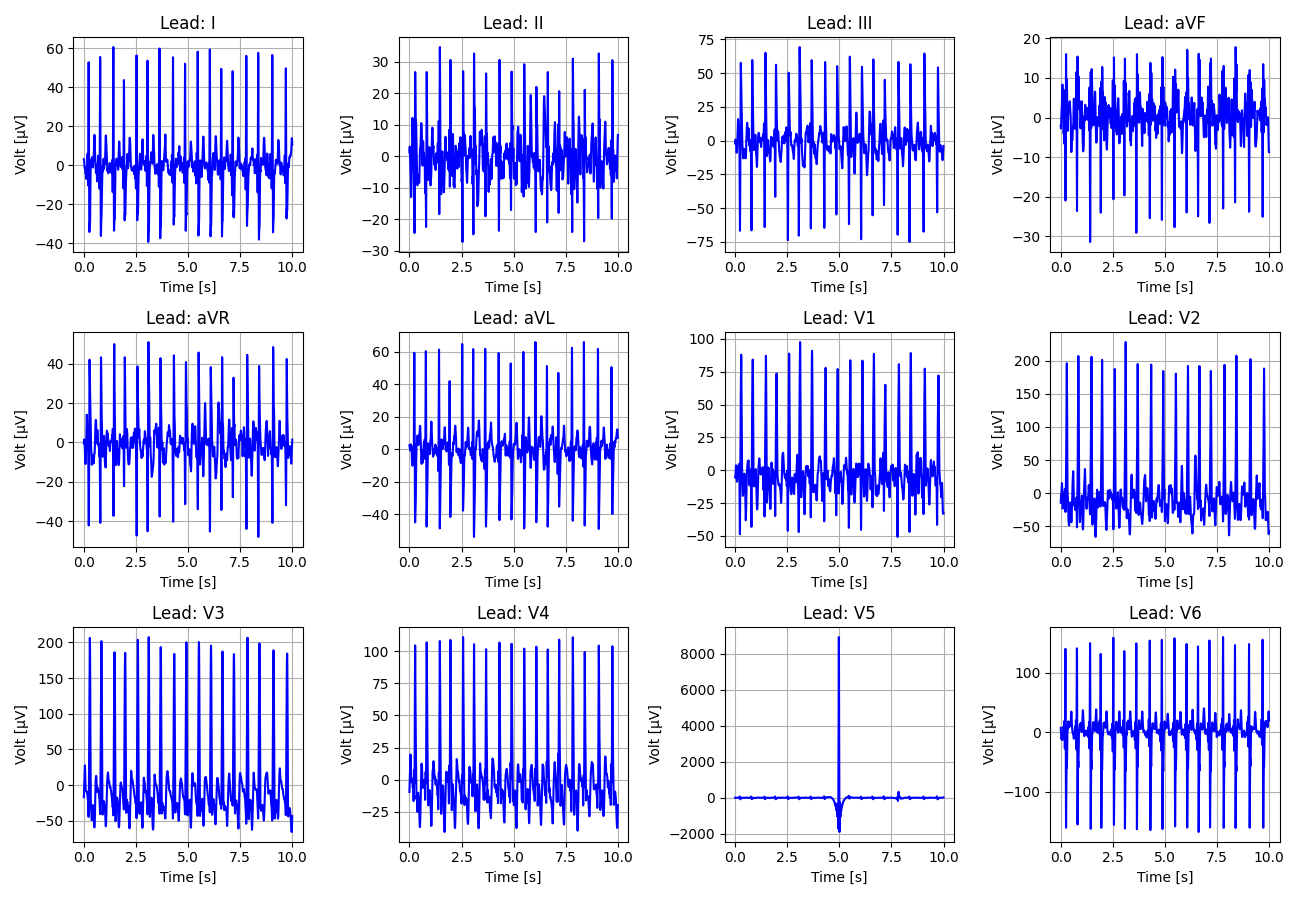 Lead: I
Volt [µV]
60
40
20
0
−20
−40
0.0 2.5 5.0 7.5 10.0
Time [s]
Lead: II
Volt [µV]
30
20
10
0
−10
−20
−30
0.0 2.5 5.0 7.5 10.0
Time [s]
Lead: III
Volt [µV]
75
50
25
0
−25
−50
−75
0.0 2.5 5.0 7.5 10.0
Time [s]
Lead: aVF
Volt [µV]
20
10
0
−10
−20
−30
0.0 2.5 5.0 7.5 10.0
Time [s]
Lead: aVR
Volt [µV]
40
20
0
−20
−40
0.0 2.5 5.0 7.5 10.0
Time [s]
Lead: aVL
Volt [µV]
60
40
20
0
−20
−40
0.0 2.5 5.0 7.5 10.0
Time [s]
Lead: V1
Volt [µV]
100
75
50
25
0
−25
−50
0.0 2.5 5.0 7.5 10.0
Time [s]
Lead: V2
Volt [µV]
200
150
100
50
0
−50
0.0 2.5 5.0 7.5 10.0
Time [s]
Lead: V3
Volt [µV]
200
150
100
50
0
−50
0.0 2.5 5.0 7.5 10.0
Time [s]
Lead: V4
Volt [µV]
100
75
50
25
0
−25
0.0 2.5 5.0 7.5 10.0
Time [s]
Lead: V5
Volt [µV]
8000
6000
4000
2000
0
−2000
0.0 2.5 5.0 7.5 10.0
Time [s]
Lead: V6
Volt [µV]
100
0
−100
0.0 2.5 5.0 7.5 10.0
Time [s]